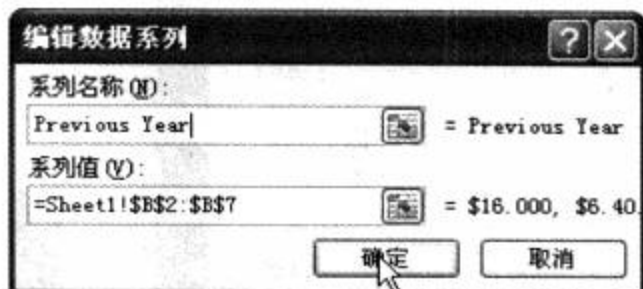 编辑数据系列
系列名称(N):
Previous Year = Previous Year
系列值(V):
=Sheet1!$B$2:$B$7 = $16.000, $6.40
确定 取消